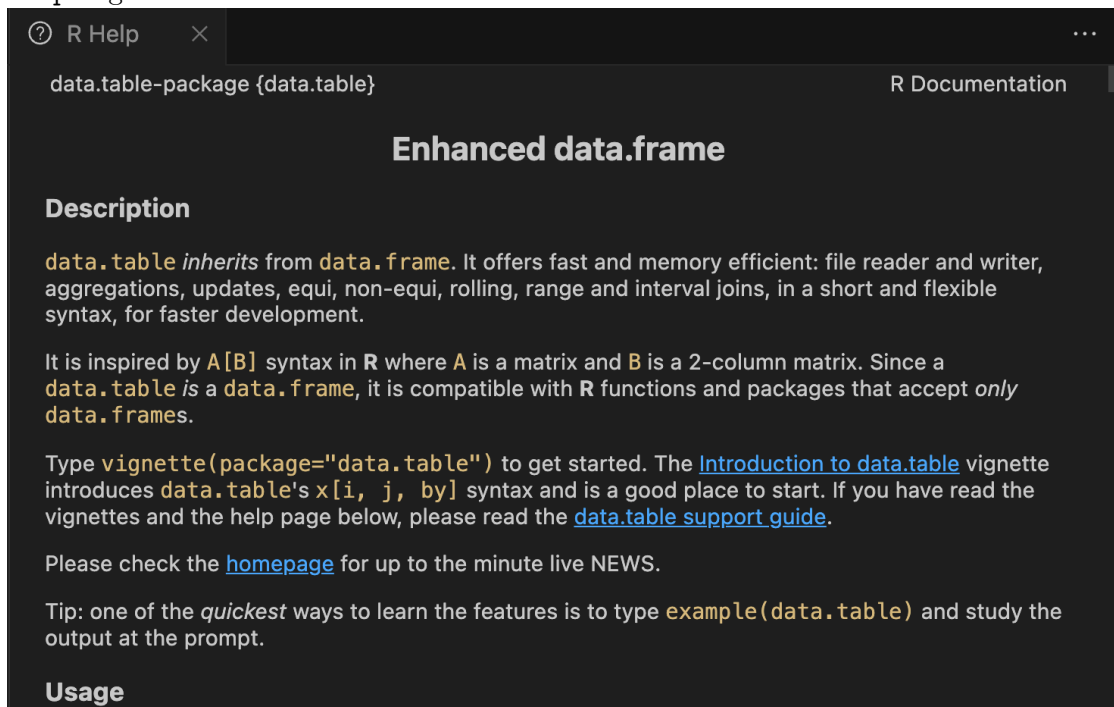 R Help
data.table-package {data.table}
R Documentation
Enhanced data.frame
Description
data.table inherits from data.frame. It offers fast and memory efficient: file reader and writer,
aggregations, updates, equi, non-equi, rolling, range and interval joins, in a short and flexible
syntax, for faster development.
It is inspired by A[B] syntax in R where A is a matrix and B is a 2-column matrix. Since a
data.table is a data.frame, it is compatible with R functions and packages that accept only
data.frames.
Type vignette(package="data.table") to get started. The Introduction to data.table vignette
introduces data.table's x[i, j, by] syntax and is a good place to start. If you have read the
vignettes and the help page below, please read the data.table support guide.
Please check the homepage for up to the minute live NEWS.
Tip: one of the quickest ways to learn the features is to type example(data.table) and study the
output at the prompt.
Usage